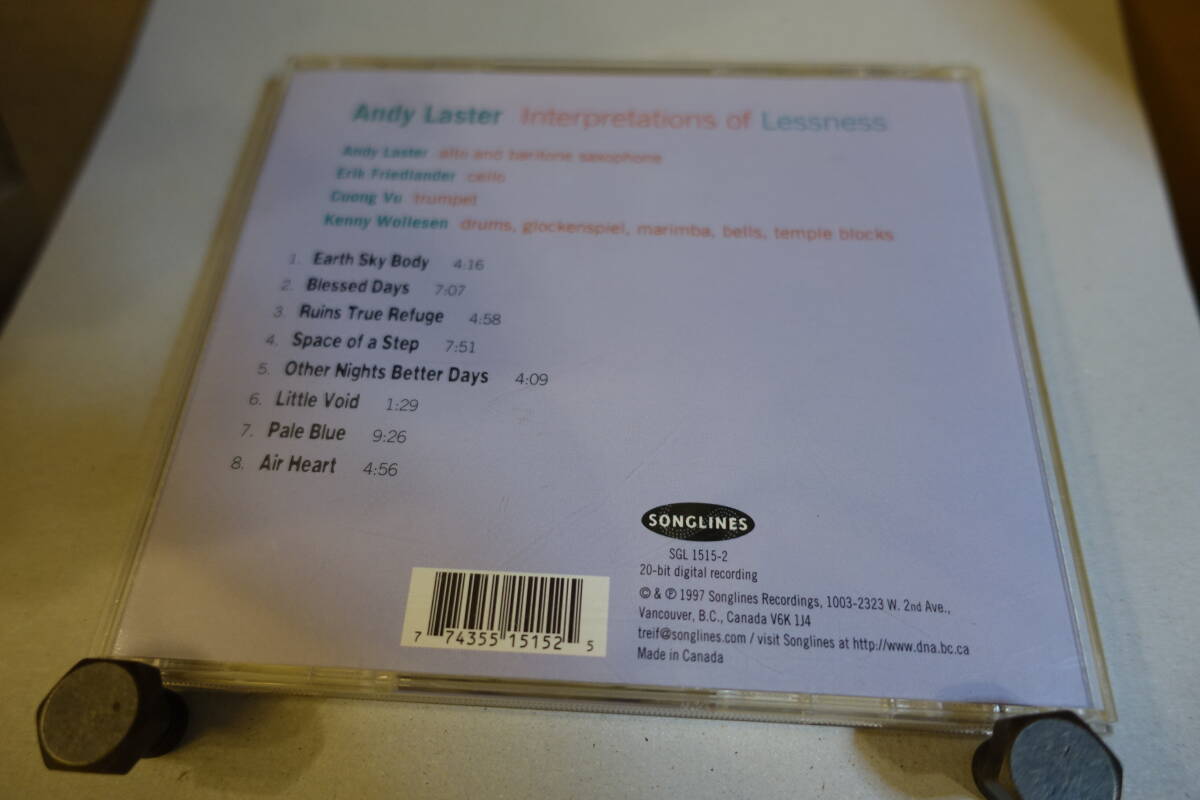 Andy Laster Interpretations of Lessness
Andy Laster alto and baritone saxophone
Erik Friedlander cello
Cuong Vu trumpet
Kenny Wollesen drums, glockenspiel, marimba, bells, temple blocks
1. Earth Sky Body 4:16
2. Blessed Days 7:07
3. Ruins True Refuge 4:58
4. Space of a Step 7:51
5. Other Nights Better Days 4:09
6. Little Void 1:29
7. Pale Blue 9:26
8. Air Heart 4:56
SONGLINES
SGL 1515-2
20-bit digital recording
© & ℗ 1997 Songlines Recordings, 1003-2323 W. 2nd Ave.,
Vancouver, B.C., Canada V6K 1J4
treif@songlines.com / visit Songlines at http://www.dna.bc.ca
Made in Canada
7 74355 15152 5